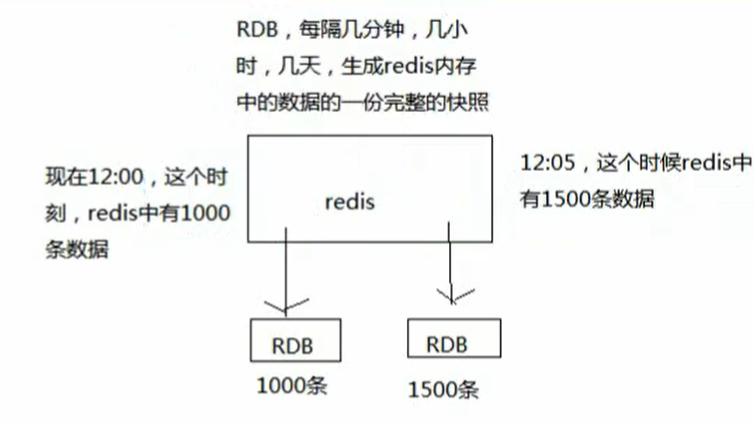 RDB，每隔几分钟，几小
时，几天，生成redis内存
中的数据的一份完整的快照
现在12:00，这个时
刻，redis中有1000
条数据
redis
12:05，这个时候redis中
有1500条数据
RDB
1000条
RDB
1500条